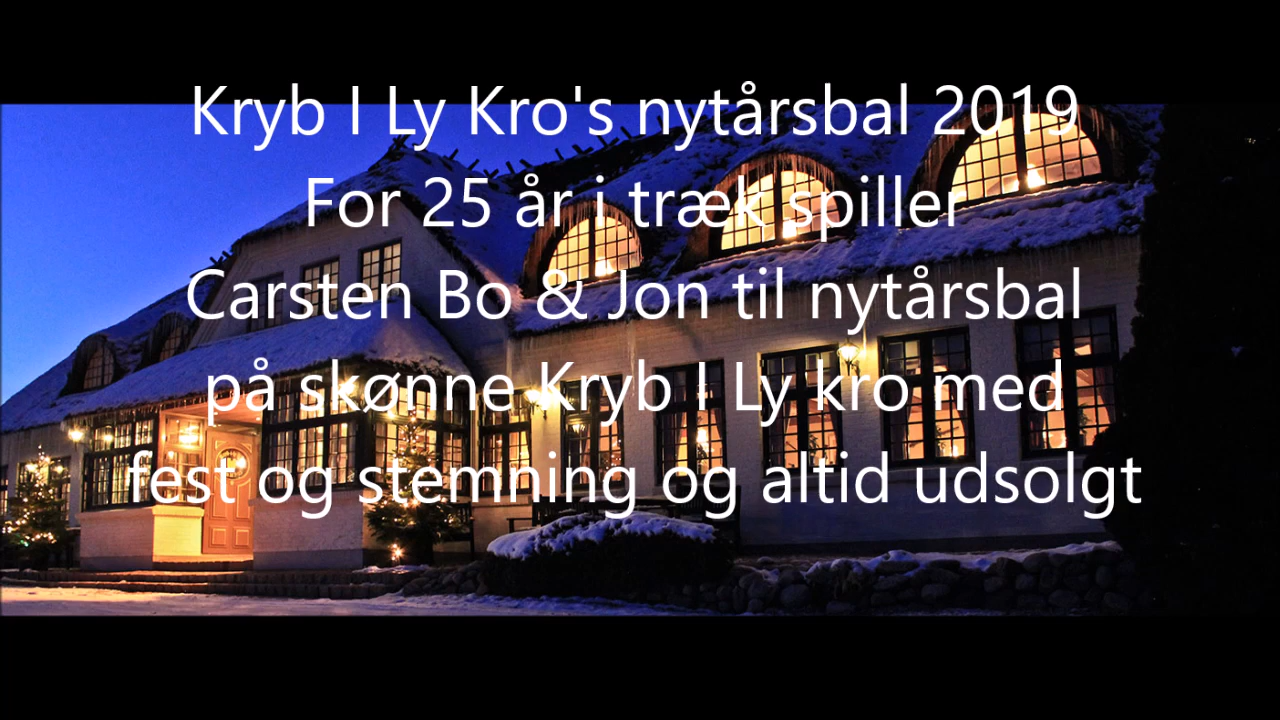 Kryb I Ly Kro's nytårsbal 2019
For 25 år i træk spiller
Carsten Bo & Jon til nytårsbal
på skønne Kryb I Ly kro med
fest og stemning og altid udsolgt